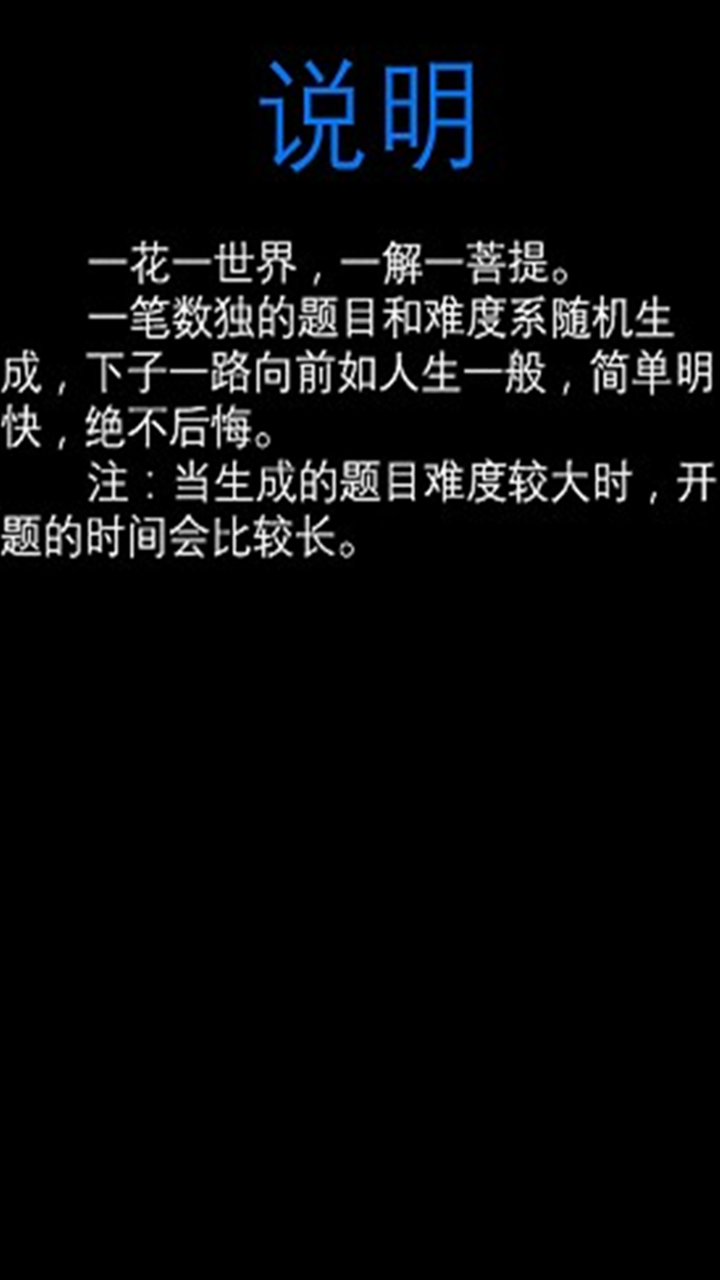 说明
一花一世界，一解一菩提。
一笔数独的题目和难度系随机生
成，下子一路向前如人生一般，简单明
快，绝不后悔。
注：当生成的题目难度较大时，开
题的时间会比较长。